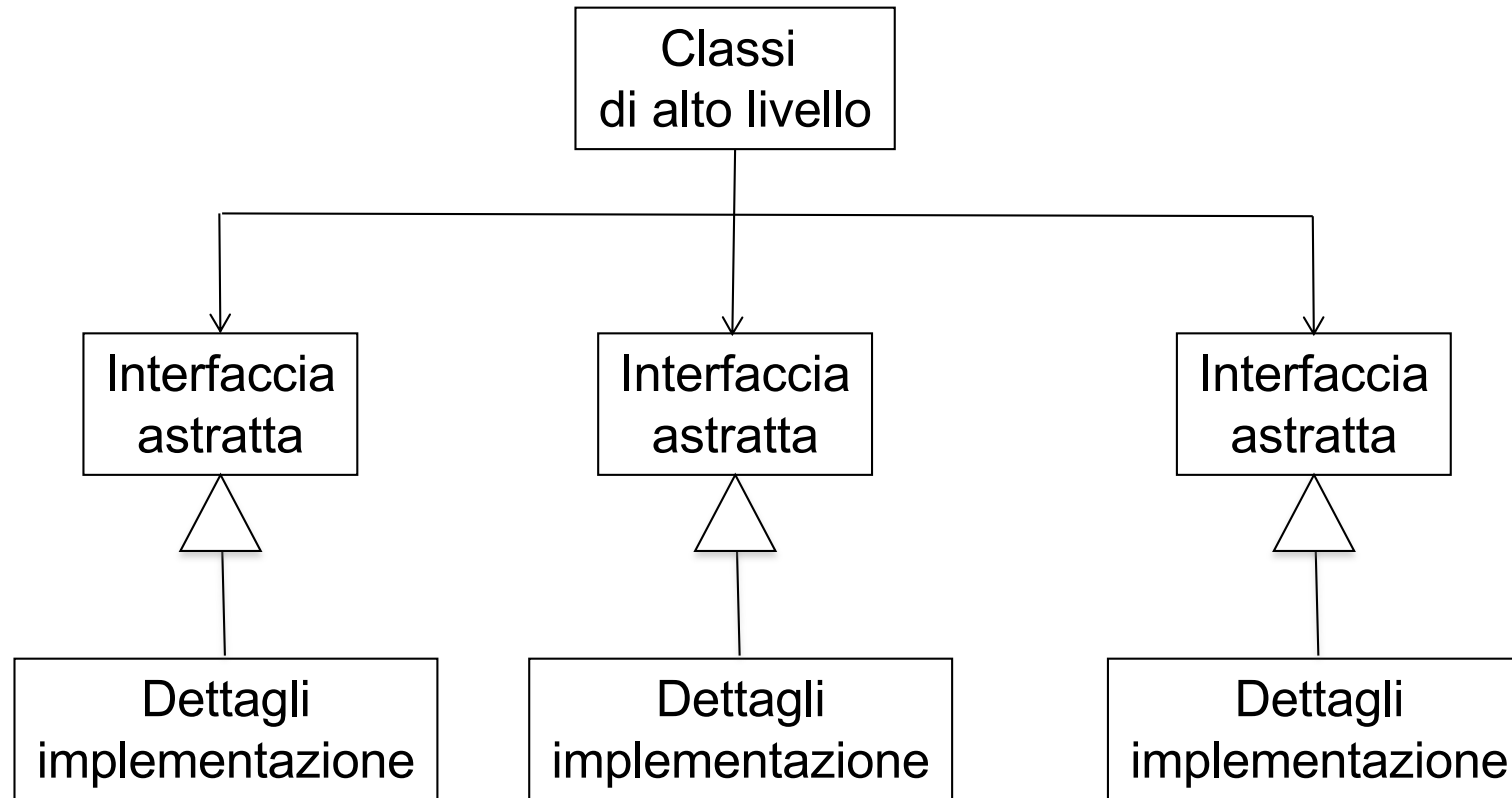 Classi
di alto livello
Interfaccia
astratta
Interfaccia
astratta
Interfaccia
astratta
Dettagli
implementazione
Dettagli
implementazione
Dettagli
implementazione